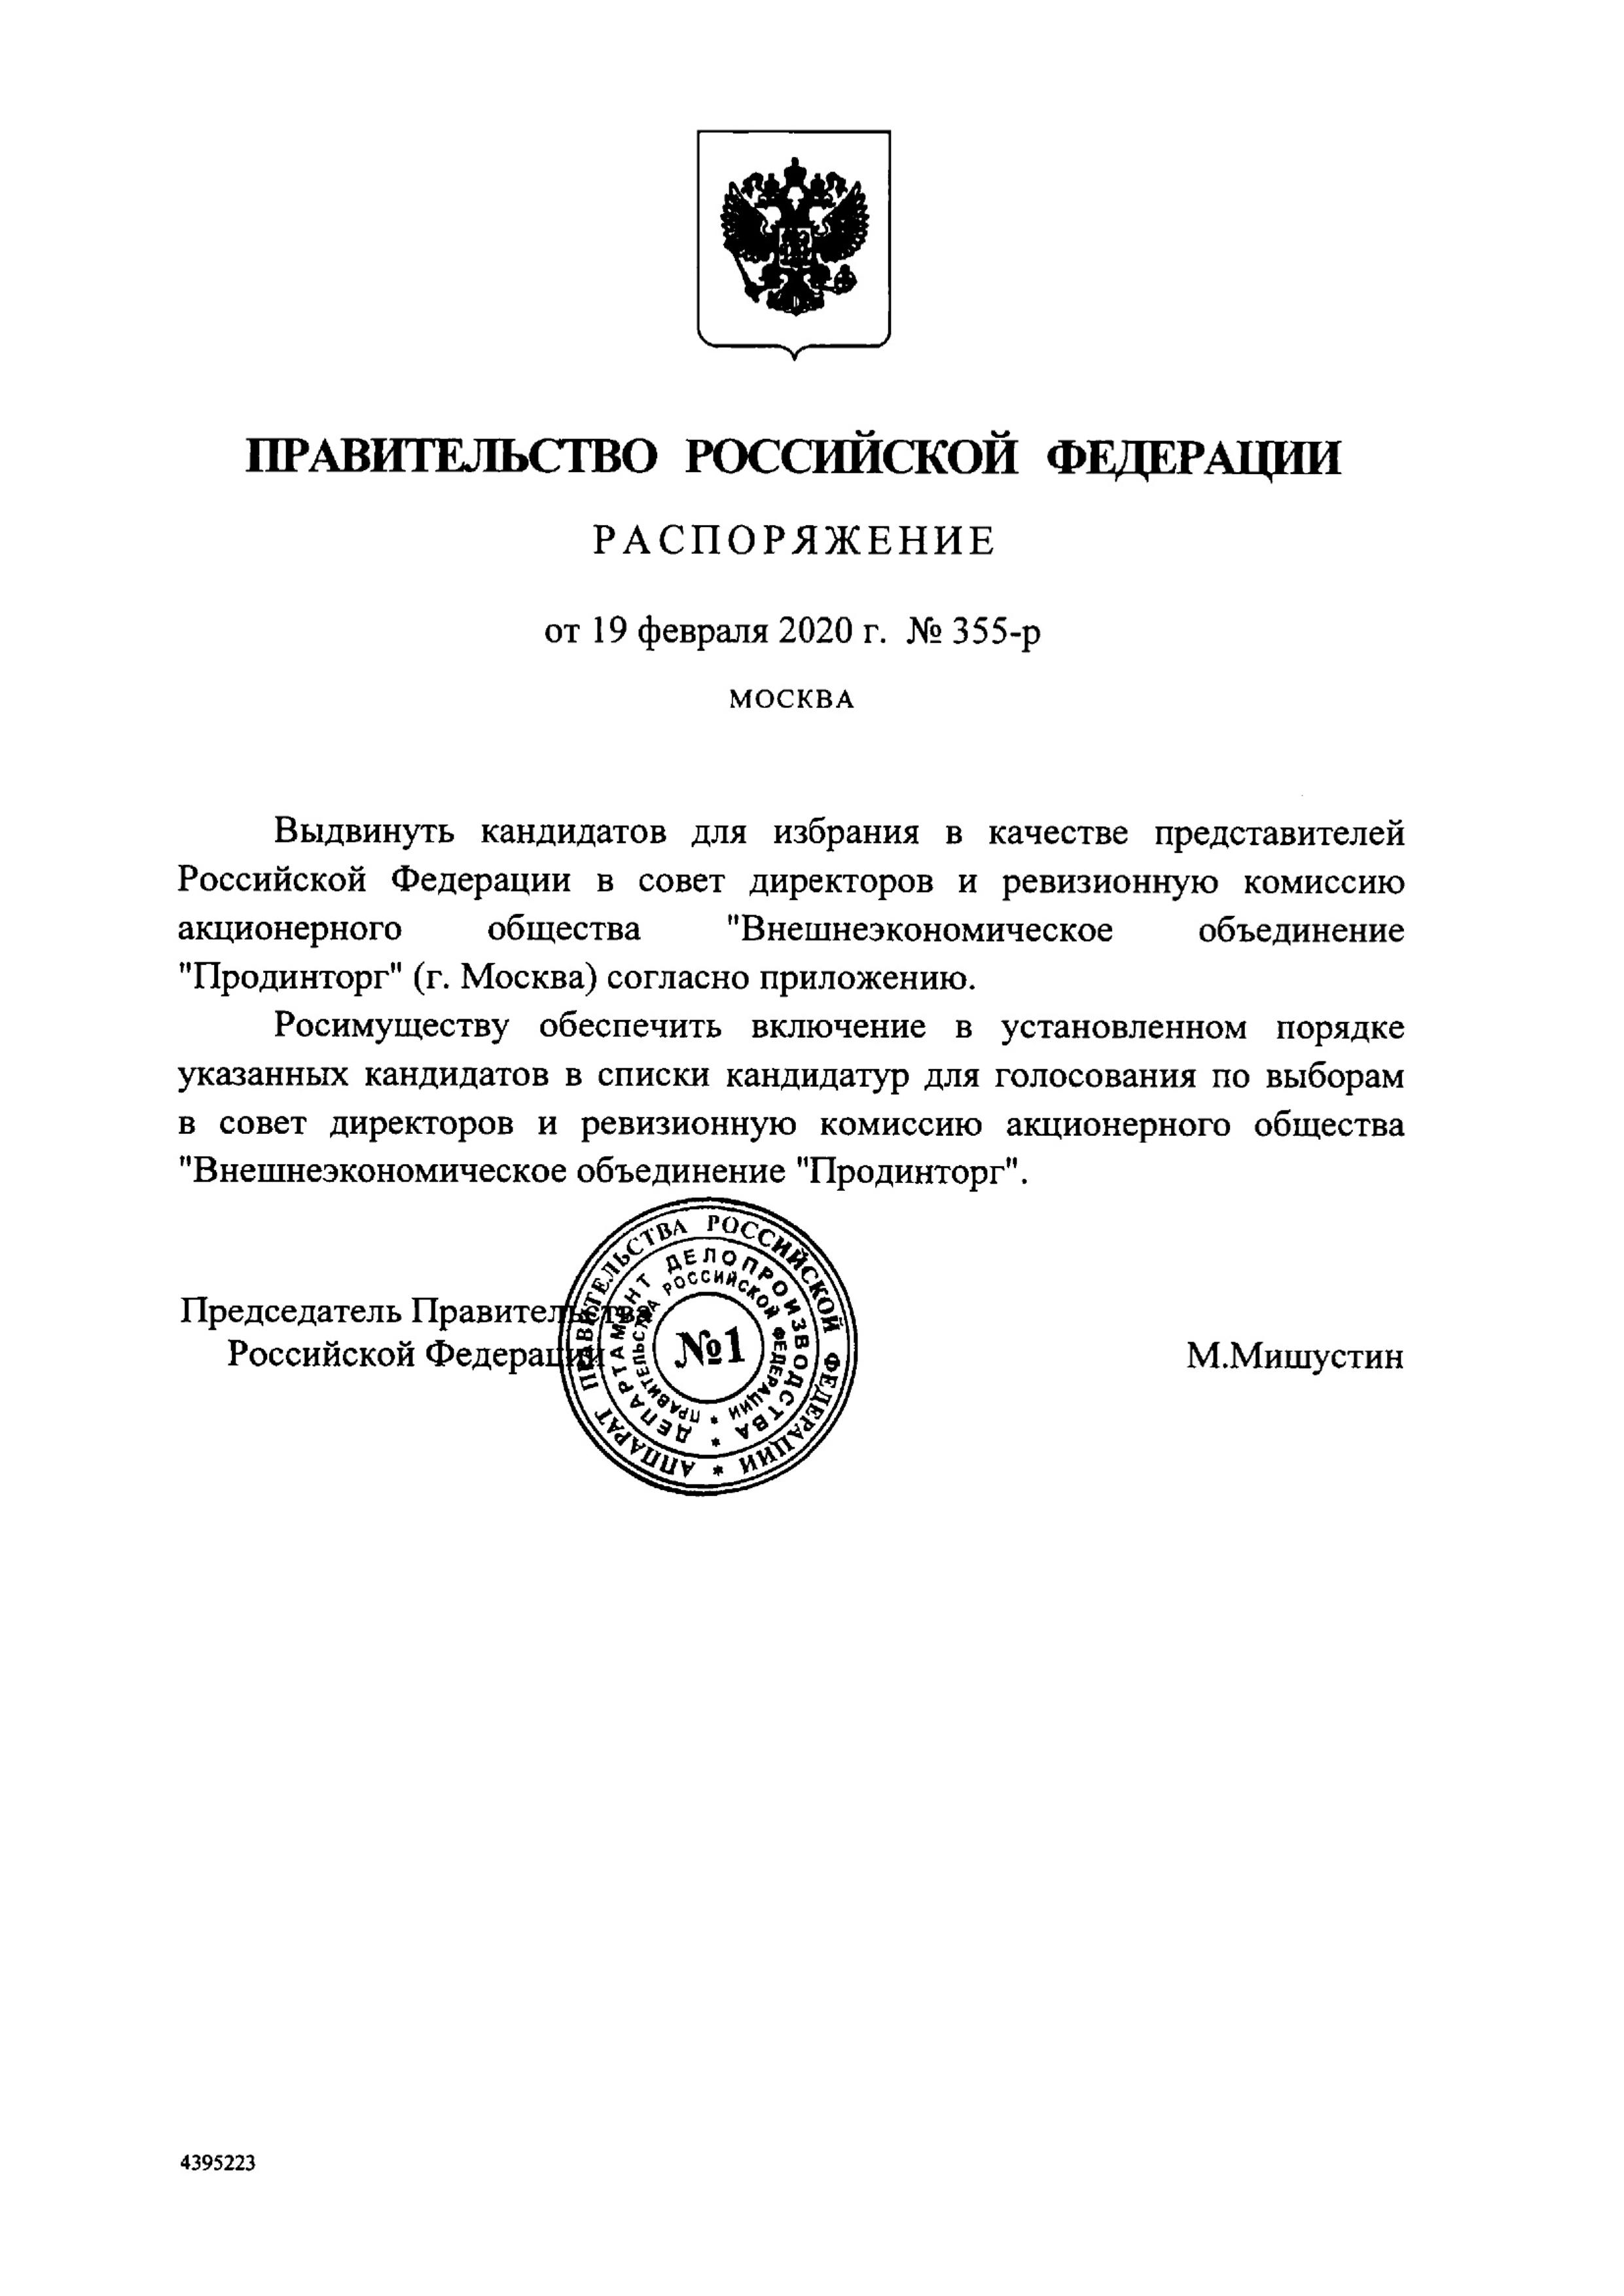 ПРАВИТЕЛЬСТВО РОССИЙСКОЙ ФЕДЕРАЦИИ
РАСПОРЯЖЕНИЕ
от 19 февраля 2020 г. № 355-р
МОСКВА
Выдвинуть кандидатов для избрания в качестве представителей
Российской Федерации в совет директоров и ревизионную комиссию
акционерного общества "Внешнеэкономическое объединение
"Продинторг" (г. Москва) согласно приложению.
Росимуществу обеспечить включение в установленном порядке
указанных кандидатов в списки кандидатур для голосования по выборам
в совет директоров и ревизионную комиссию акционерного общества
"Внешнеэкономическое объединение "Продинторг".
Председатель Правительства
Российской Федерации
М.Мишустин
АППАРАТ ПРАВИТЕЛЬСТВА РОССИЙСКОЙ ФЕДЕРАЦИИ *
ДЕПАРТАМЕНТ ДЕЛОПРОИЗВОДСТВА *
ПРАВИТЕЛЬСТВА РОССИЙСКОЙ ФЕДЕРАЦИИ *
№1
4395223